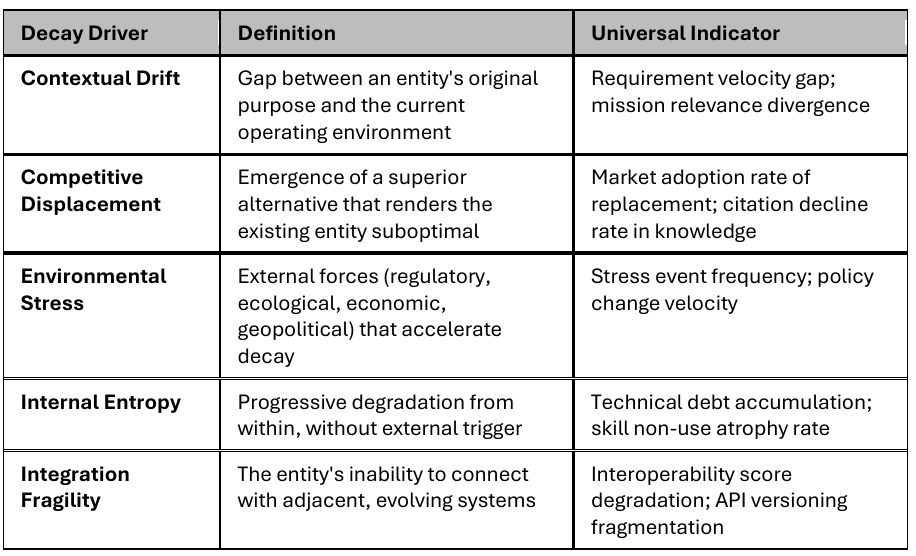 Decay Driver
Definition
Universal Indicator
Contextual Drift
Gap between an entity's original
purpose and the current
operating environment
Requirement velocity gap;
mission relevance divergence
Competitive
Displacement
Emergence of a superior
alternative that renders the
existing entity suboptimal
Market adoption rate of
replacement; citation decline
rate in knowledge
Environmental
Stress
External forces (regulatory,
ecological, economic,
geopolitical) that accelerate
decay
Stress event frequency; policy
change velocity
Internal Entropy
Progressive degradation from
within, without external trigger
Technical debt accumulation;
skill non-use atrophy rate
Integration
Fragility
The entity's inability to connect
with adjacent, evolving systems
Interoperability score
degradation; API versioning
fragmentation